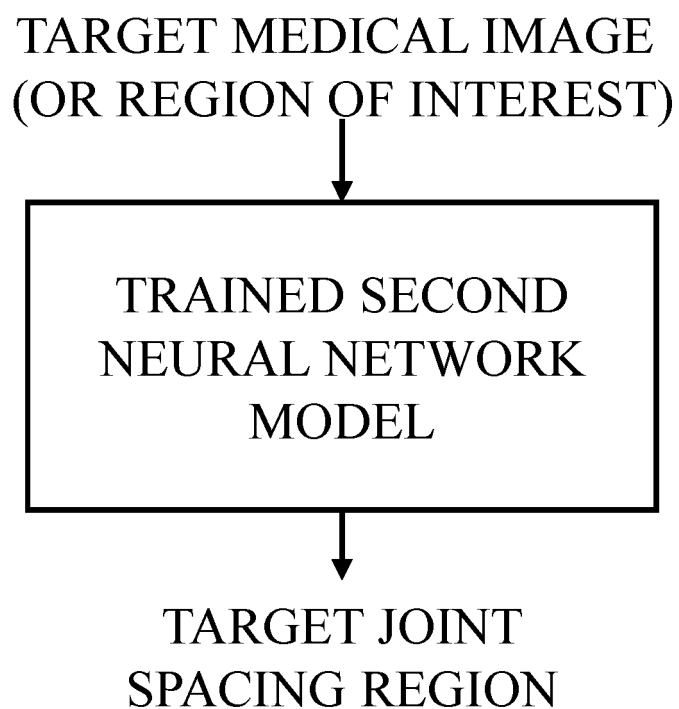 TARGET MEDICAL IMAGE
(OR REGION OF INTEREST)
TRAINED SECOND
NEURAL NETWORK
MODEL
TARGET JOINT
SPACING REGION